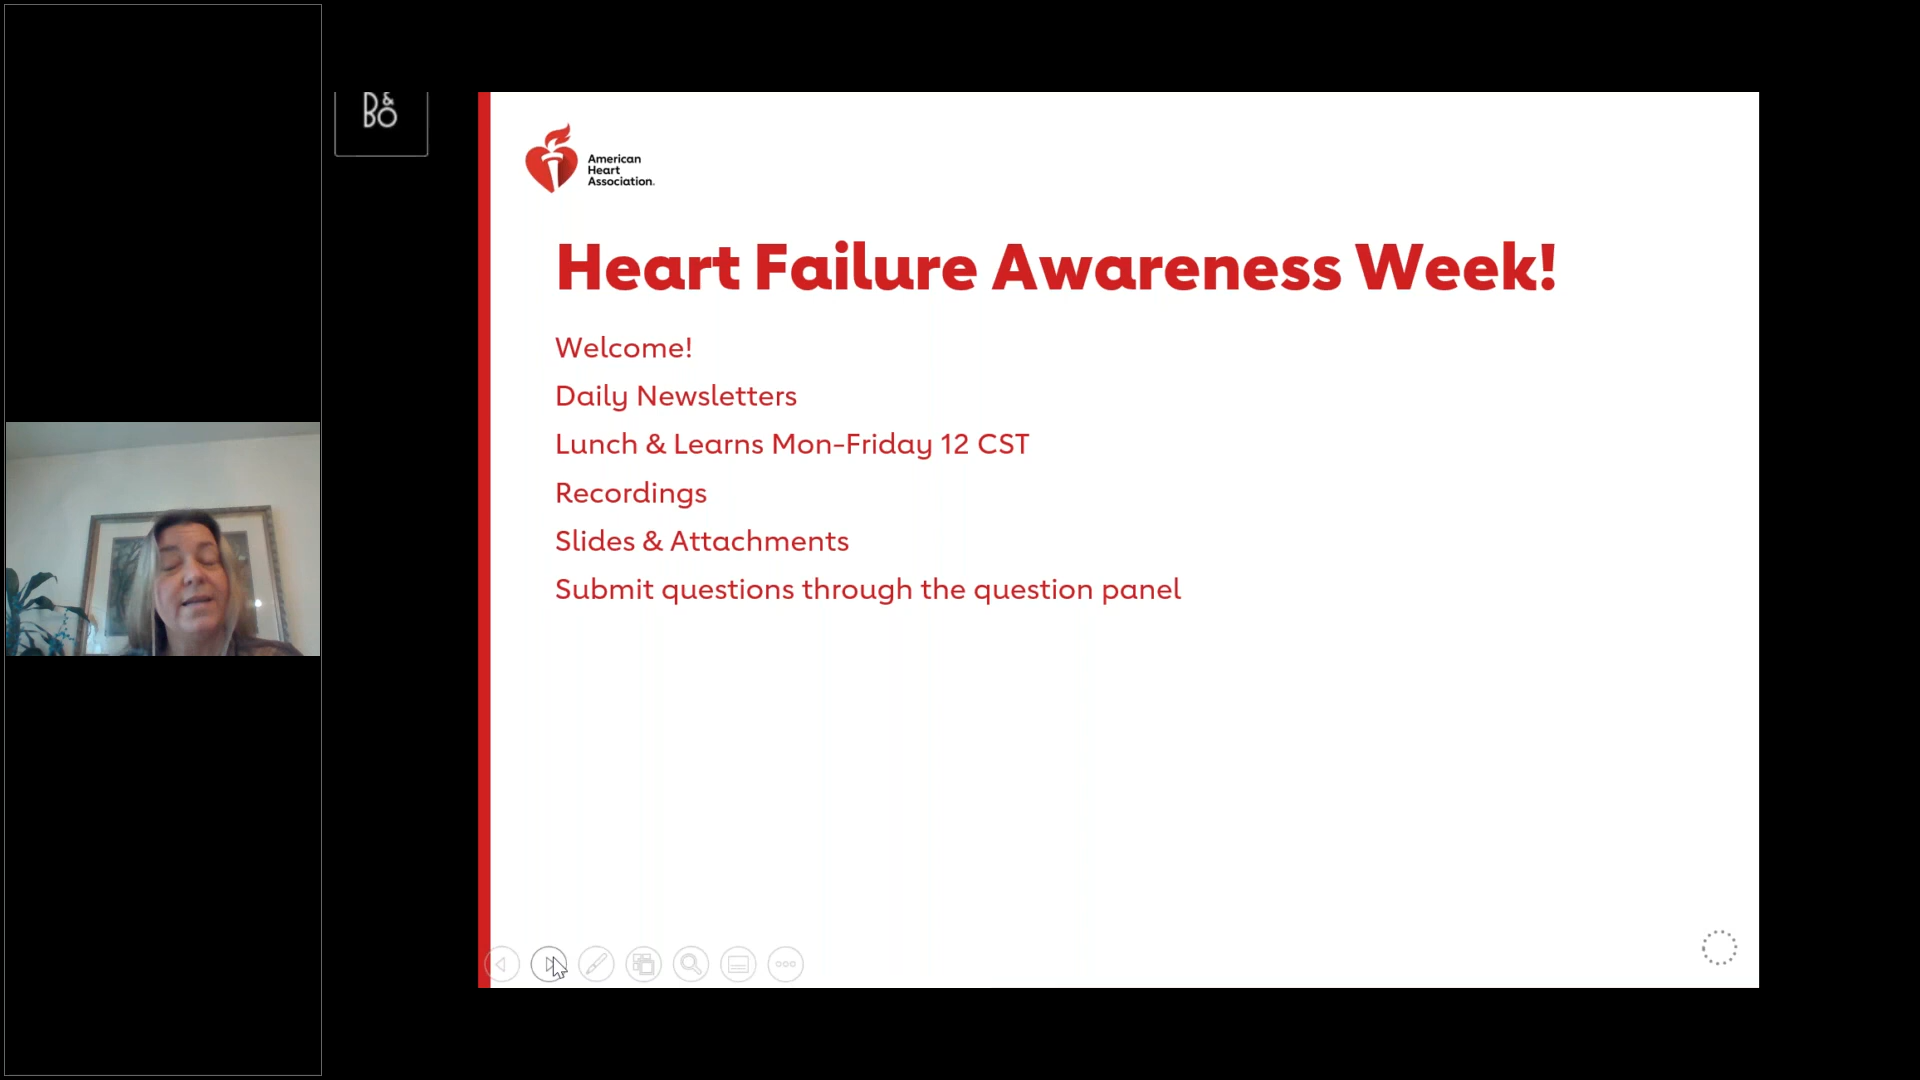 B&
BO
American
Heart
Association.
Heart Failure Awareness Week!
Welcome!
Daily Newsletters
Lunch & Learns Mon-Friday 12 CST
Recordings
Slides & Attachments
Submit questions through the question panel